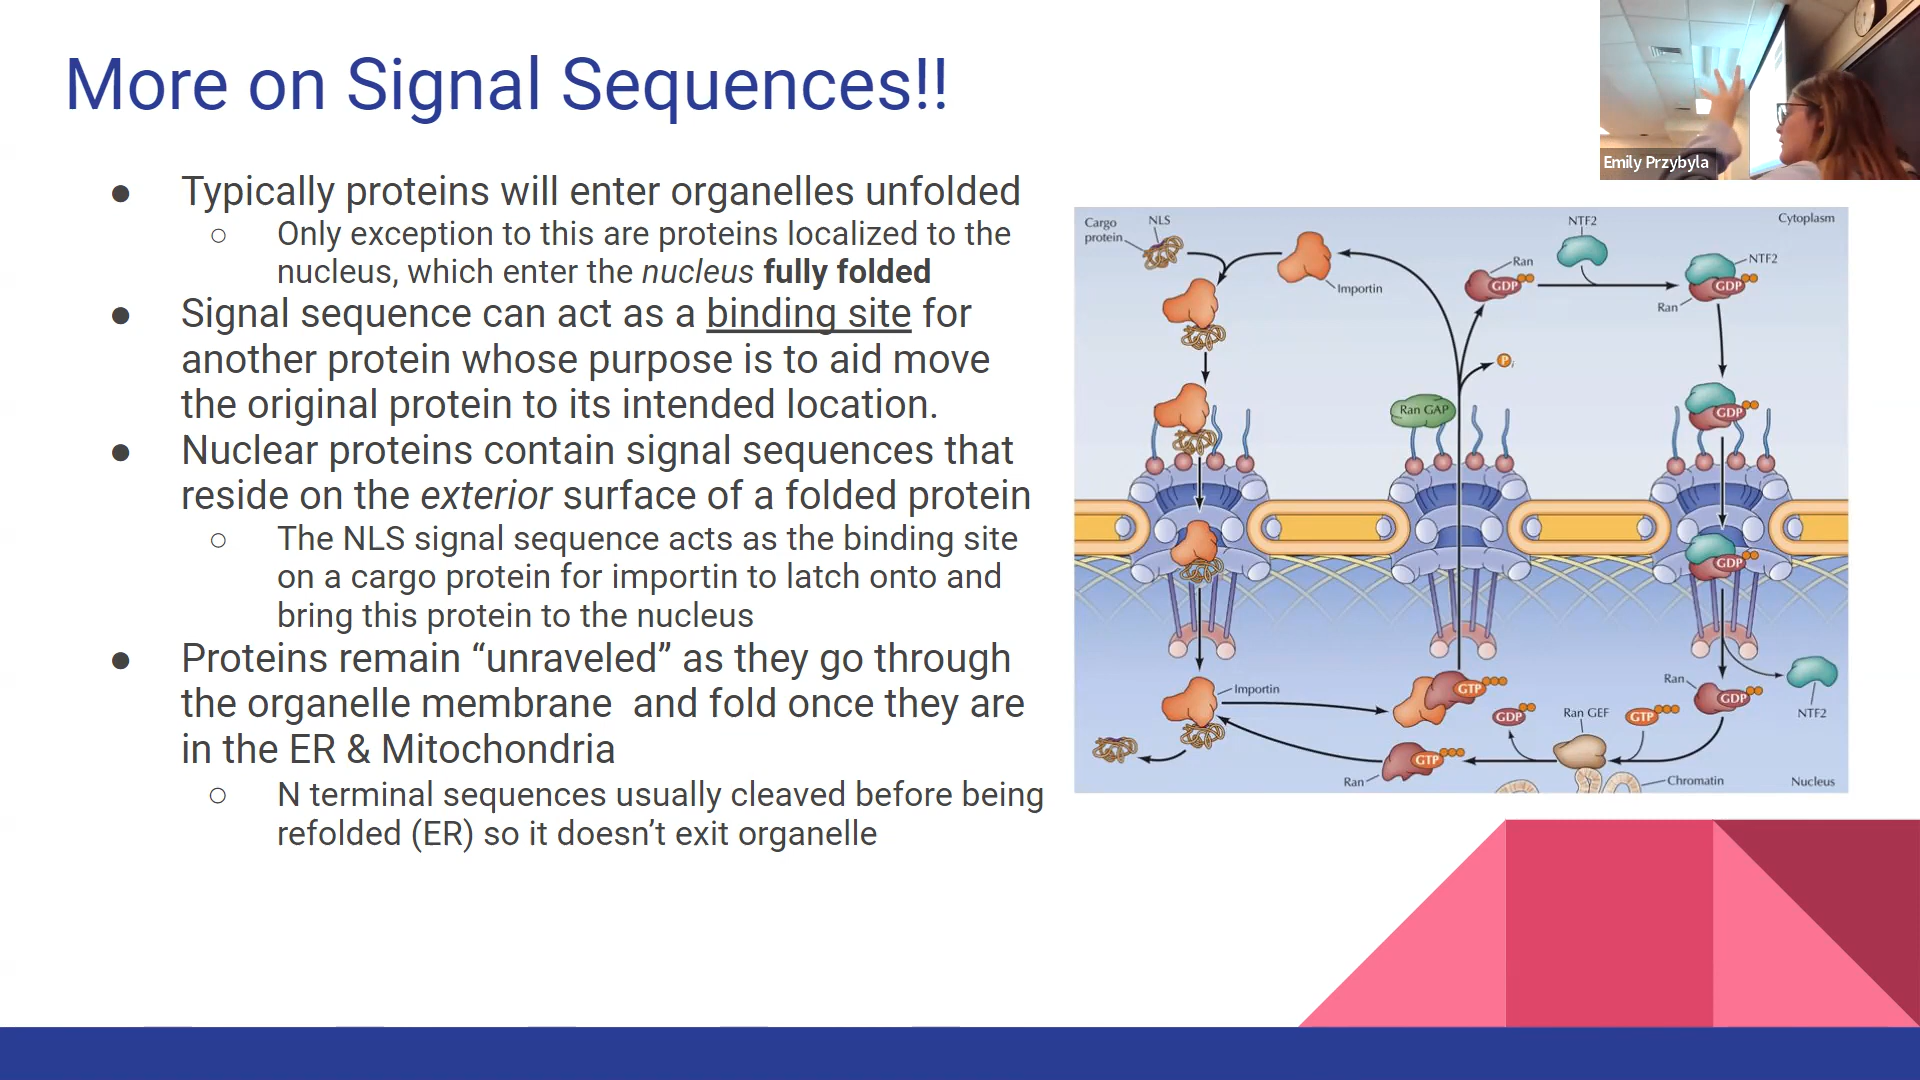 More on Signal Sequences!!
Emily Przybyla
● Typically proteins will enter organelles unfolded
○ Only exception to this are proteins localized to the
nucleus, which enter the nucleus fully folded
● Signal sequence can act as a binding site for
another protein whose purpose is to aid move
the original protein to its intended location.
● Nuclear proteins contain signal sequences that
reside on the exterior surface of a folded protein
○ The NLS signal sequence acts as the binding site
on a cargo protein for importin to latch onto and
bring this protein to the nucleus
● Proteins remain “unraveled” as they go through
the organelle membrane and fold once they are
in the ER & Mitochondria
○ N terminal sequences usually cleaved before being
refolded (ER) so it doesn’t exit organelle
Cargo
protein
NLS
Importin
Ran
GDP
NTF2
Cytoplasm
NTF2
GDP
Ran
Pi
Ran GAP
GDP
GDP
Importin
GTP
GDP
Ran GEF
GTP
Ran
GDP
NTF2
Ran
GTP
Chromatin
Nucleus